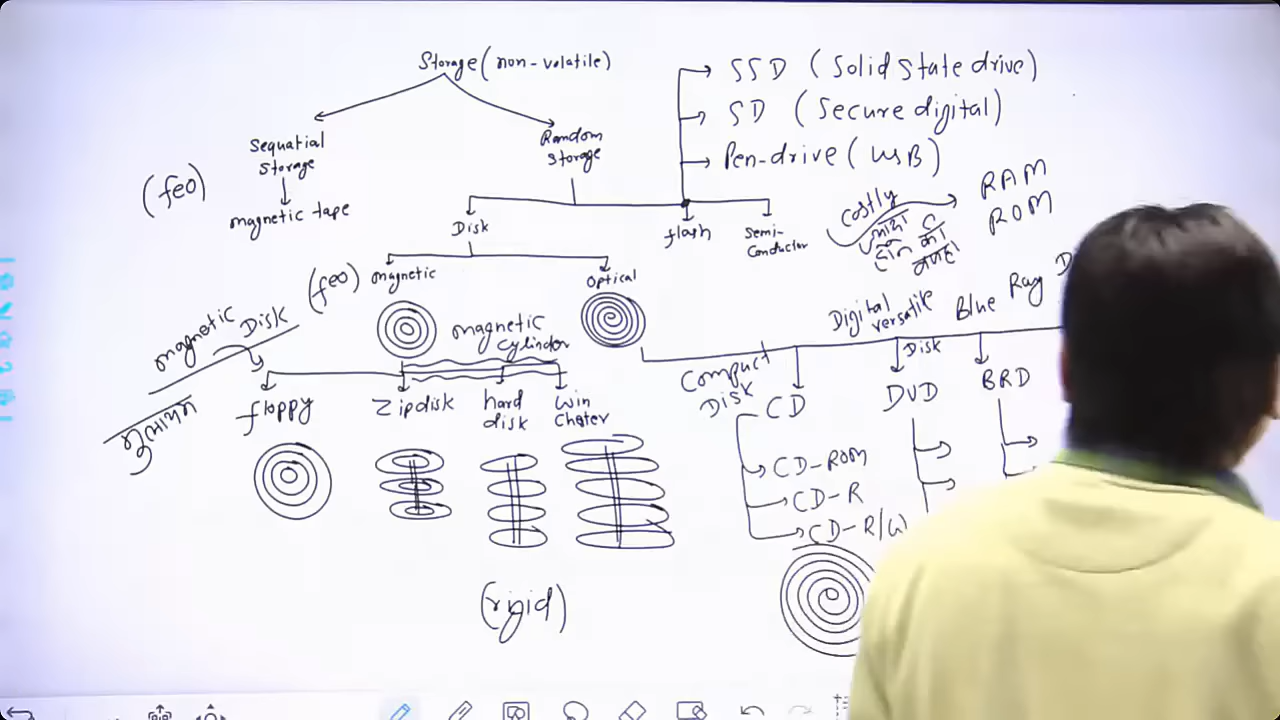 Storage (non-volatile)
Sequatial
Storage
magnetic tape
(feo)
Random
Storage
SSD (Solid State drive)
SD (Secure digital)
Pen-drive (USB)
Disk
flash
Semi-
Conductor
Costly
RAM
ROM
magnetic
(feo)
Optical
magnetic Disk
magnetic
Cylinder
floppy
Zipdisk
hard
disk
Win
Chster
(rigid)
Compact
Disk
CD
CD-ROM
CD-R
CD-R/W
Digital
versatile
Disk
DVD
Blue Ray D
BRD